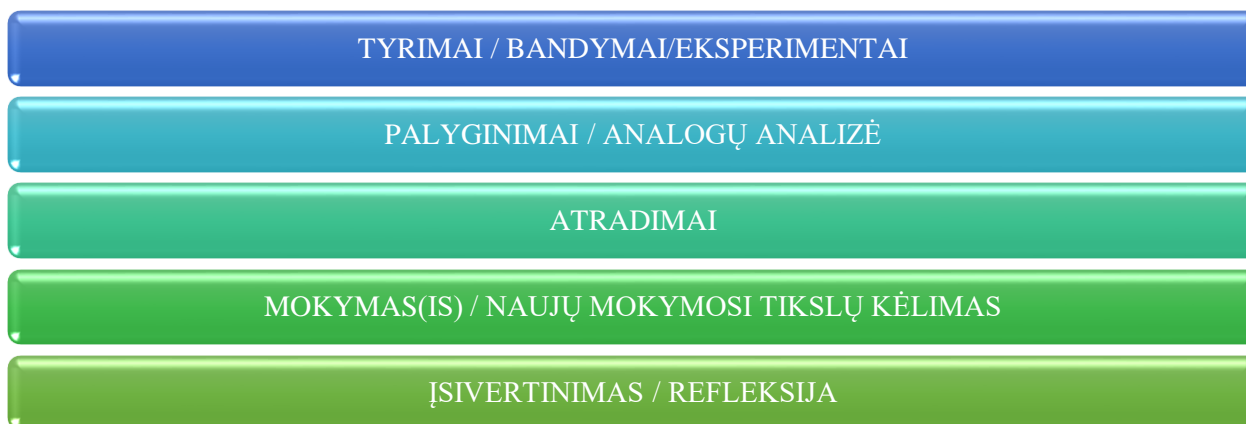 TYRIMAI / BANDYMAI/EKSPERIMENTAI
PALYGINIMAI / ANALOGŲ ANALIZĖ
ATRADIMAI
MOKYMAS(IS) / NAUJŲ MOKYMOSI TIKSLŲ KĖLIMAS
ĮSIVERTINIMAS / REFLEKSIJA